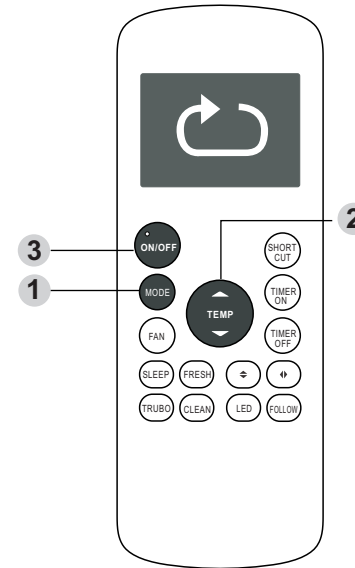 2
3
ON/OFF
SHORT
CUT
1
MODE
TEMP
TIMER
ON
FAN
TIMER
OFF
SLEEP
FRESH
TRUBO
CLEAN
LED
FOLLOW